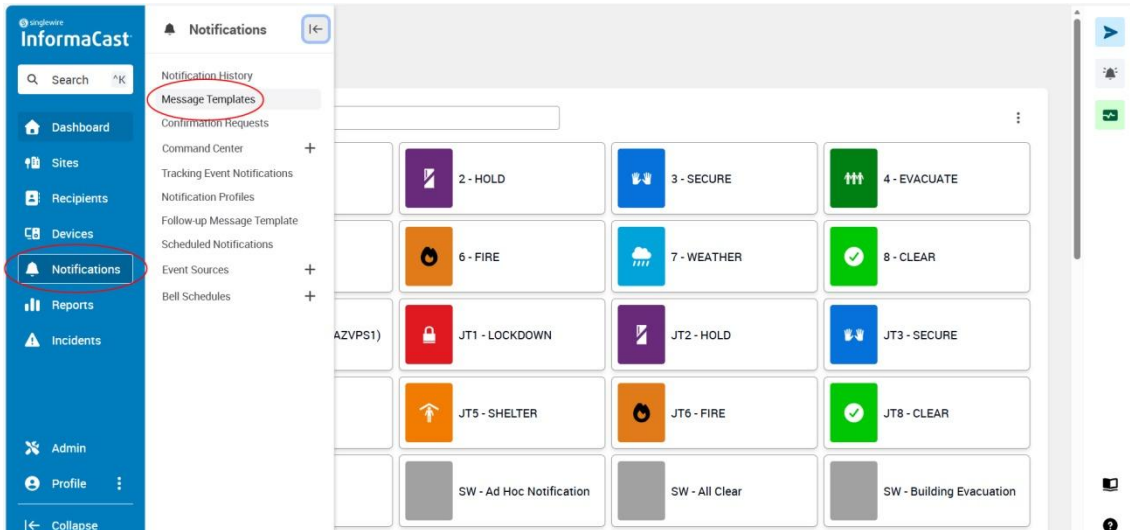 singlewire
InformaCast
Search ^K
Dashboard
Sites
Recipients
Devices
Notifications
Reports
Incidents
Admin
Profile
Collapse
Notifications
Notification History
Message Templates
Confirmation Requests
Command Center
Tracking Event Notifications
Notification Profiles
Follow-up Message Template
Scheduled Notifications
Event Sources
Bell Schedules
2 - HOLD
3 - SECURE
4 - EVACUATE
6 - FIRE
7 - WEATHER
8 - CLEAR
AZVPS1)
JT1 - LOCKDOWN
JT2 - HOLD
JT3 - SECURE
JT5 - SHELTER
JT6 - FIRE
JT8 - CLEAR
SW - Ad Hoc Notification
SW - All Clear
SW - Building Evacuation